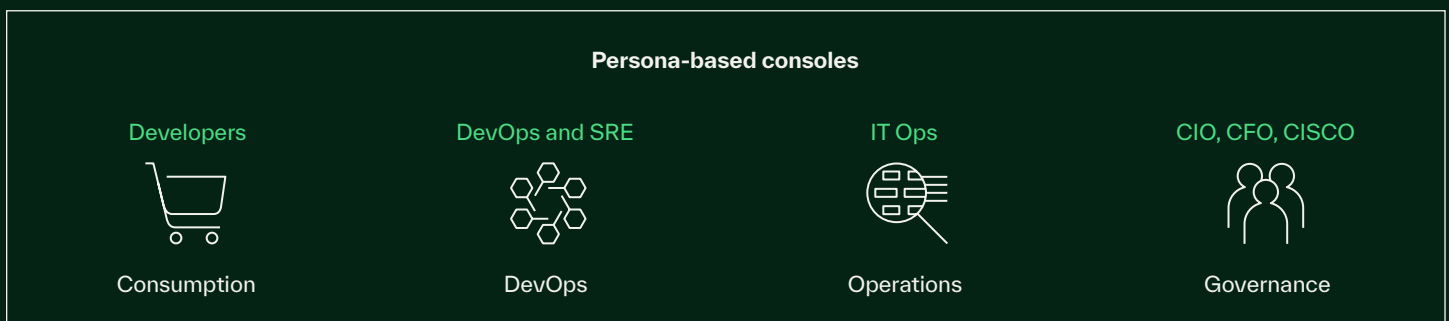 Persona-based consoles
Developers
DevOps and SRE
IT Ops
CIO, CFO, CISCO
Consumption
DevOps
Operations
Governance